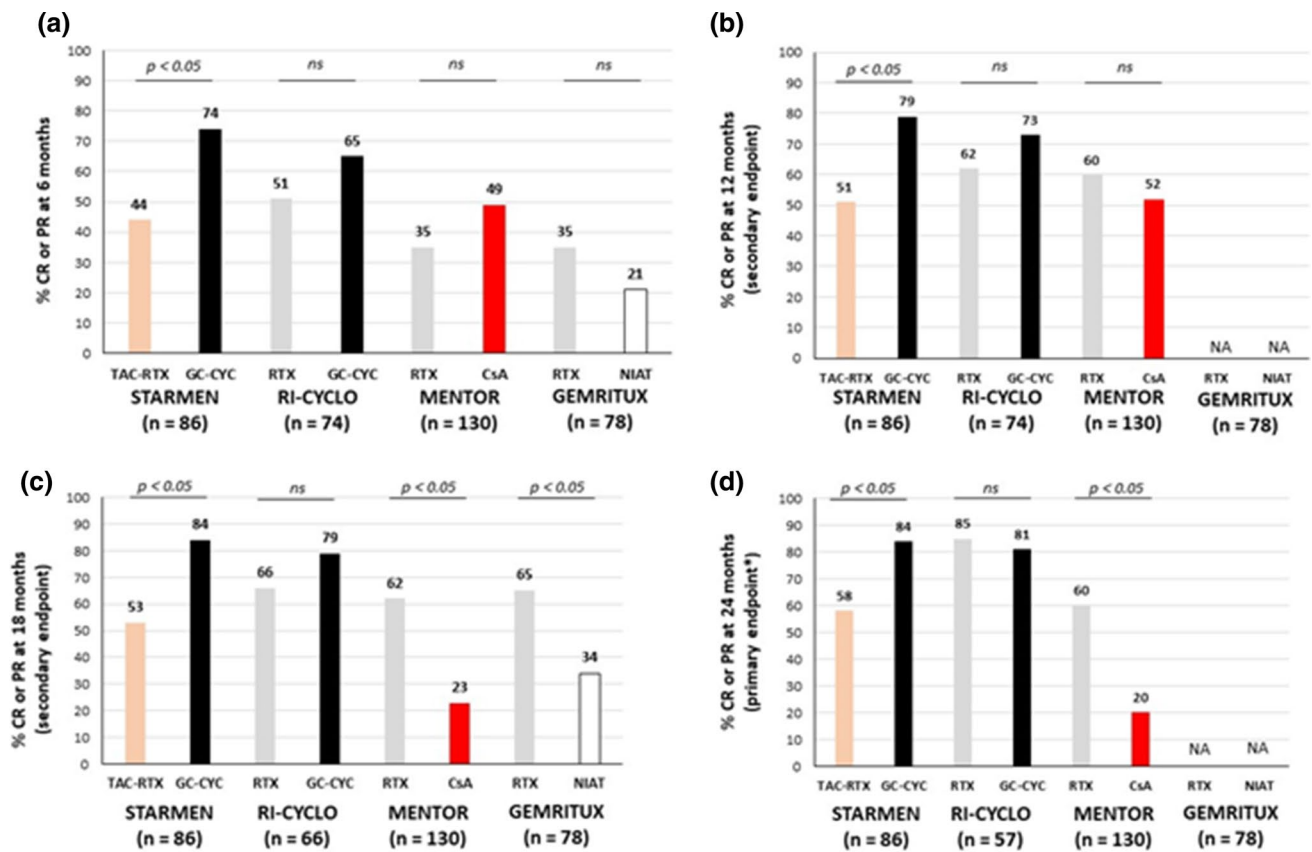 (a)
% CR or PR at 6 months
100
90
80
70
60
50
40
30
20
10
0
p < 0.05 ns ns ns
44 74 51 65 35 49 35 21
TAC-RTX GC-CYC RTX GC-CYC RTX CsA RTX NIAT
STARMEN RI-CYCLO MENTOR GEMRITUX
(n = 86) (n = 74) (n = 130) (n = 78)
(b)
% CR or PR at 12 months
(secondary endpoint)
100
90
80
70
60
50
40
30
20
10
0
p < 0.05 ns ns
51 79 62 73 60 52 NA NA
TAC-RTX GC-CYC RTX GC-CYC RTX CsA RTX NIAT
STARMEN RI-CYCLO MENTOR GEMRITUX
(n = 86) (n = 74) (n = 130) (n = 78)
(c)
% CR or PR at 18 months
(secondary endpoint)
100
90
80
70
60
50
40
30
20
10
0
p < 0.05 ns p < 0.05 p < 0.05
53 84 66 79 62 23 65 34
TAC-RTX GC-CYC RTX GC-CYC RTX CsA RTX NIAT
STARMEN RI-CYCLO MENTOR GEMRITUX
(n = 86) (n = 66) (n = 130) (n = 78)
(d)
% CR or PR at 24 months
(primary endpoint*)
100
90
80
70
60
50
40
30
20
10
0
p < 0.05 ns p < 0.05
58 84 85 81 60 20 NA NA
TAC-RTX GC-CYC RTX GC-CYC RTX CsA RTX NIAT
STARMEN RI-CYCLO MENTOR GEMRITUX
(n = 86) (n = 57) (n = 130) (n = 78)